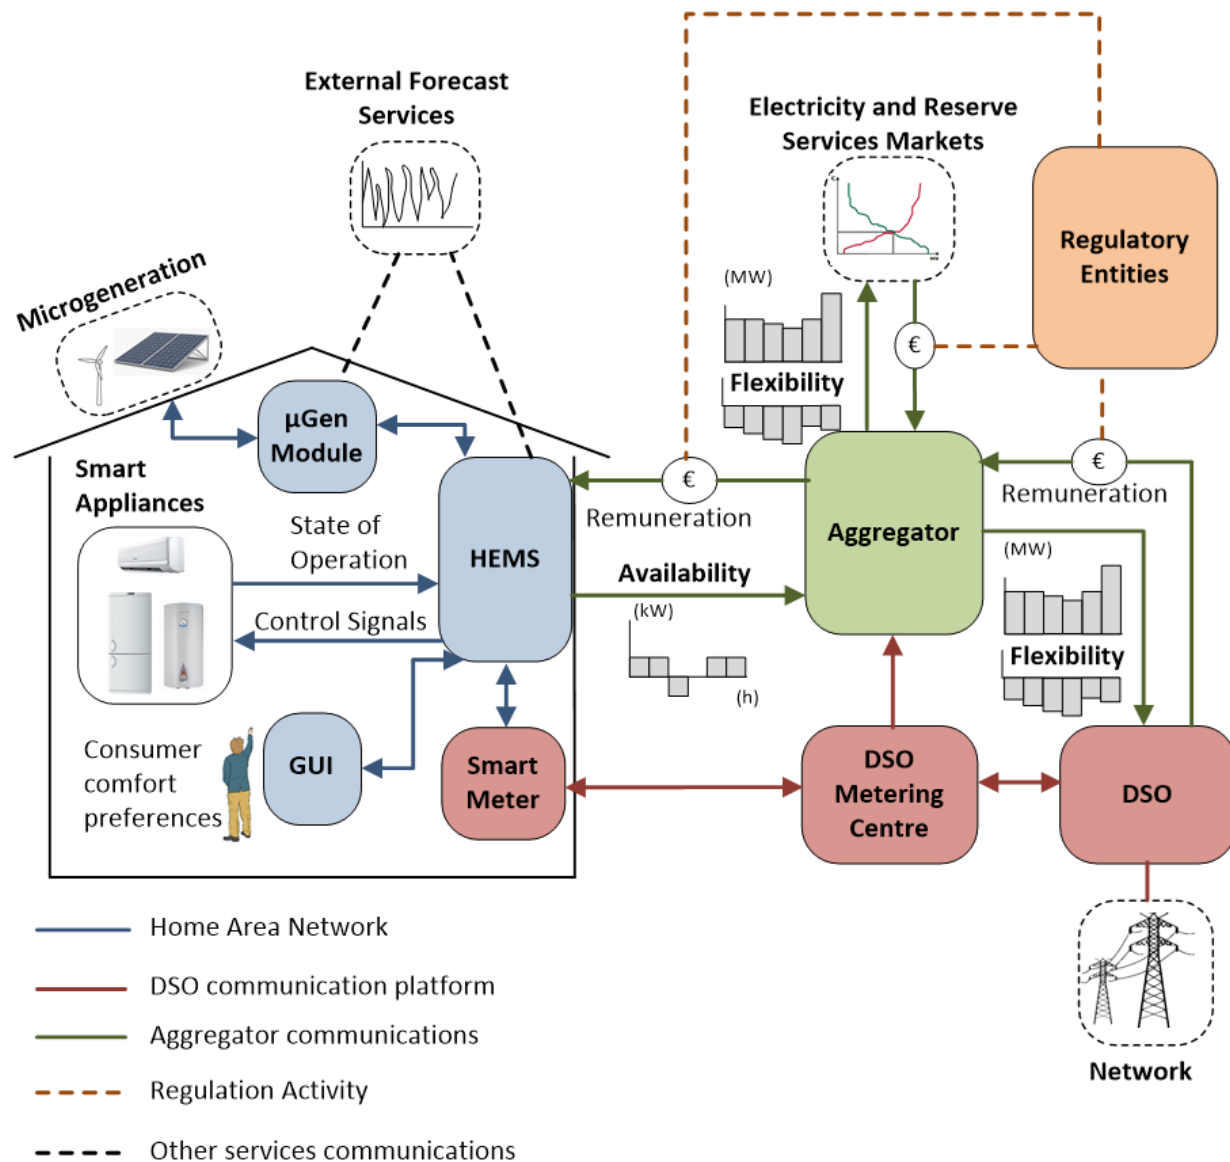 External Forecast
Services
Electricity and Reserve
Services Markets
Regulatory
Entities
Microgeneration
(MW)
€
Flexibility
µGen
Module
Smart
Appliances
State of
Operation
HEMS
Control Signals
€
Remuneration
Availability
(kW)
(h)
Aggregator
€
Remuneration
(MW)
Flexibility
Consumer
comfort
preferences
GUI
Smart
Meter
DSO
Metering
Centre
DSO
Network
Home Area Network
DSO communication platform
Aggregator communications
Regulation Activity
Other services communications